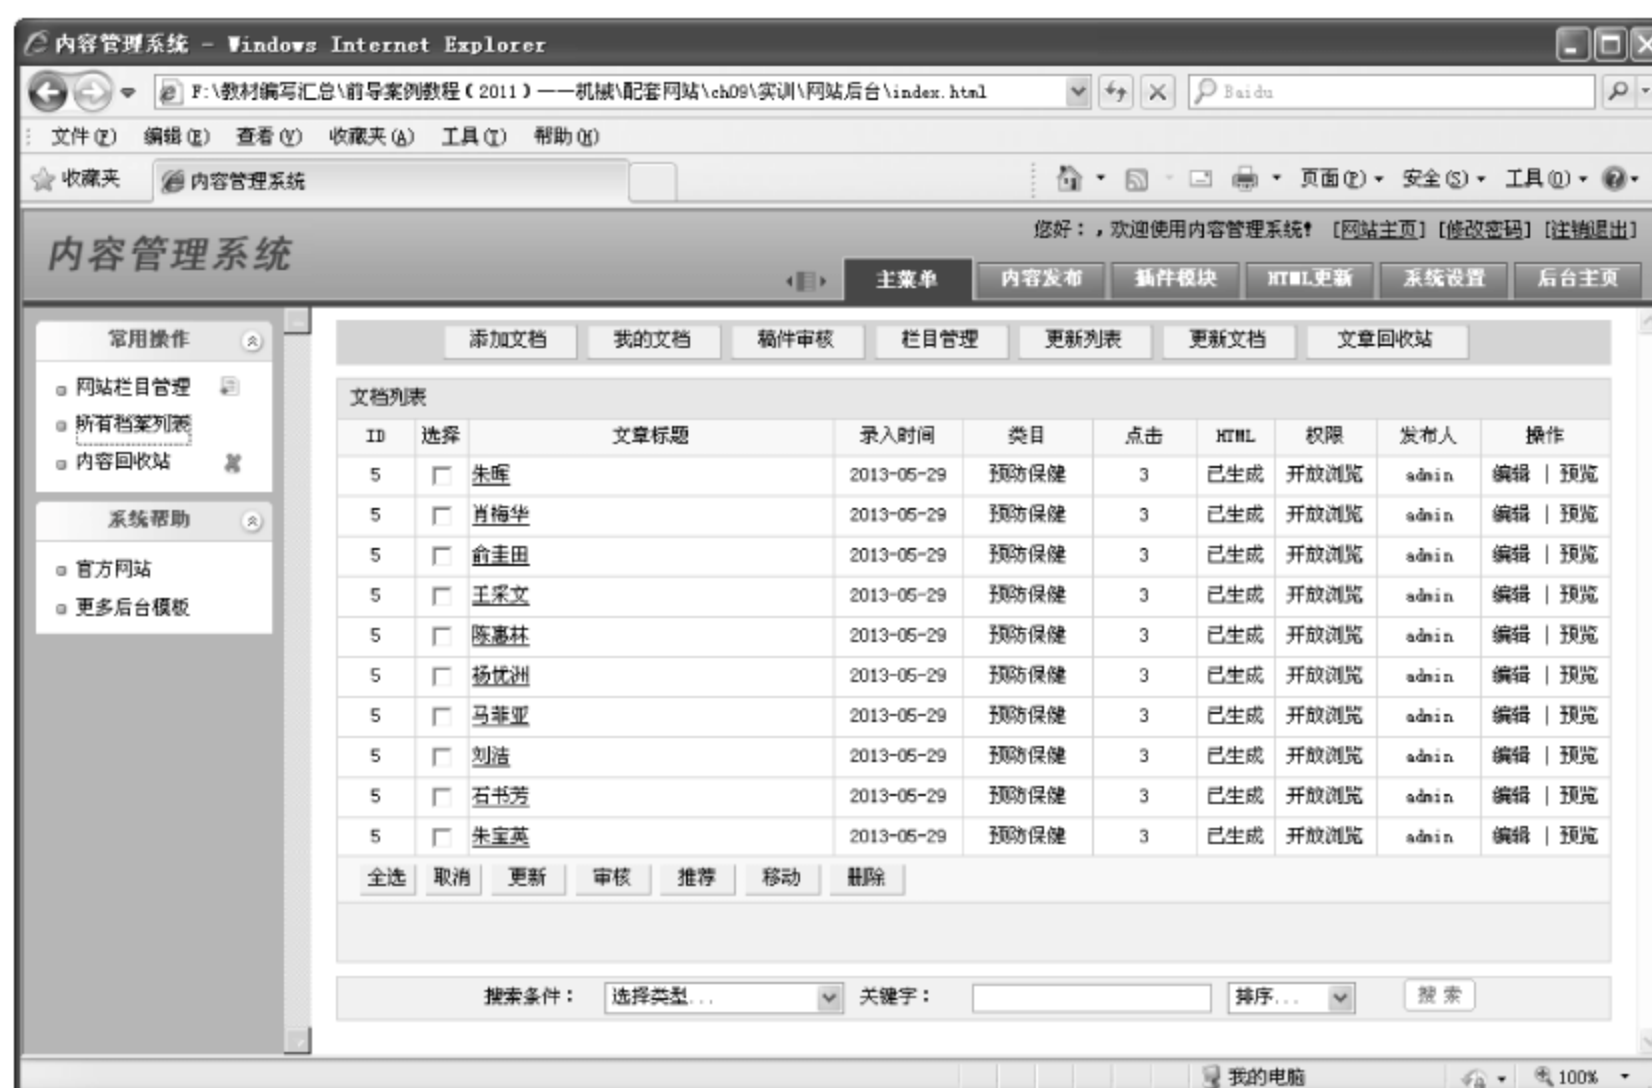 内容管理系统 - Windows Internet Explorer
F:\教材编写汇总\前导案例教程(2011)——机械\配套网站\ch09\实训\网站后台\index.html
Baidu
文件(F) 编辑(E) 查看(V) 收藏夹(A) 工具(T) 帮助(H)
收藏夹 内容管理系统 页面(P) 安全(S) 工具(O)
您好：，欢迎使用内容管理系统! [网站主页] [修改密码] [注销退出]
内容管理系统
主菜单 内容发布 插件模块 HTML更新 系统设置 后台主页
常用操作
网站栏目管理
所有档案列表
内容回收站
系统帮助
官方网站
更多后台模板
添加文档 我的文档 稿件审核 栏目管理 更新列表 更新文档 文章回收站
文档列表
ID 选择 文章标题 录入时间 类目 点击 HTML 权限 发布人 操作
5 朱晖 2013-05-29 预防保健 3 已生成 开放浏览 admin 编辑 | 预览
5 肖梅华 2013-05-29 预防保健 3 已生成 开放浏览 admin 编辑 | 预览
5 俞圭田 2013-05-29 预防保健 3 已生成 开放浏览 admin 编辑 | 预览
5 王采文 2013-05-29 预防保健 3 已生成 开放浏览 admin 编辑 | 预览
5 陈惠林 2013-05-29 预防保健 3 已生成 开放浏览 admin 编辑 | 预览
5 杨优洲 2013-05-29 预防保健 3 已生成 开放浏览 admin 编辑 | 预览
5 马菲亚 2013-05-29 预防保健 3 已生成 开放浏览 admin 编辑 | 预览
5 刘洁 2013-05-29 预防保健 3 已生成 开放浏览 admin 编辑 | 预览
5 石书芳 2013-05-29 预防保健 3 已生成 开放浏览 admin 编辑 | 预览
5 朱宝英 2013-05-29 预防保健 3 已生成 开放浏览 admin 编辑 | 预览
全选 取消 更新 审核 推荐 移动 删除
搜索条件： 选择类型... 关键字： 排序... 搜 索
我的电脑 100%